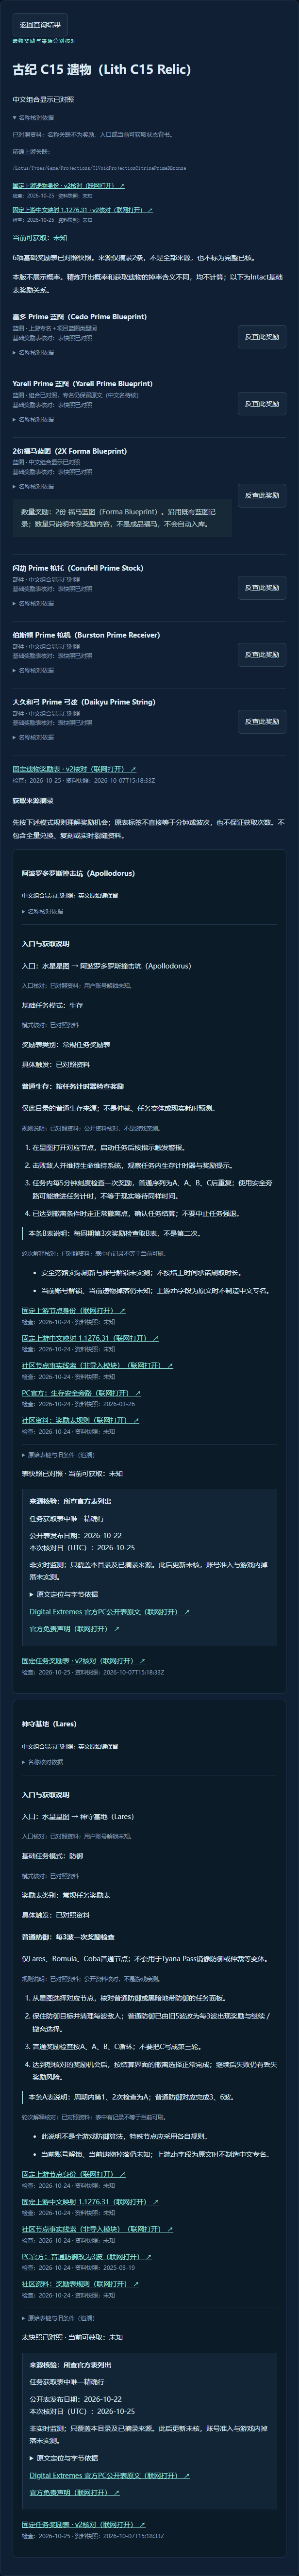 返回查询结果
遗物奖励与来源分别核对
古纪 C15 遗物（Lith C15 Relic）
中文组合显示已对照
▼ 名称核对依据
已对照资料：名称关联不为奖励、入口或当前可获取状态背书。
精确上游关联：
/Lotus/Types/Game/Projections/T1VoidProjectionCitrinePrimeDBronze
固定上游遗物身份 · v2核对（联网打开） ↗
检查：2026-10-25 · 资料快照：未知
固定上游中文映射 1.1276.31 · v2核对（联网打开） ↗
检查：2026-10-25 · 资料快照：未知
当前可获取：未知
6项基础奖励表已对照快照。来源仅摘录2条，不是全部来源，也不标为完整已核。
本版不展示概率。精炼开出概率和获取遗物的掉率含义不同，均不计算；以下为Intact基础表奖励关系。
塞多 Prime 蓝图（Cedo Prime Blueprint）
蓝图 · 上游专名 + 项目蓝图类型词
基础奖励表核对：表快照已对照
▶ 名称核对依据
反查此奖励
Yareli Prime 蓝图（Yareli Prime Blueprint）
蓝图 · 组合已对照，专名仍保留原文（中文名待核）
基础奖励表核对：表快照已对照
▶ 名称核对依据
反查此奖励
2份福马蓝图（2X Forma Blueprint）
蓝图 · 中文组合显示已对照
基础奖励表核对：表快照已对照
▶ 名称核对依据
反查此奖励
数量奖励：2份 福马蓝图（Forma Blueprint）。沿用既有蓝图记录；数量只说明本条奖励内容，不是成品福马，不会自动入库。
闪劫 Prime 枪托（Corufell Prime Stock）
部件 · 中文组合显示已对照
基础奖励表核对：表快照已对照
▶ 名称核对依据
反查此奖励
伯斯顿 Prime 枪机（Burston Prime Receiver）
部件 · 中文组合显示已对照
基础奖励表核对：表快照已对照
▶ 名称核对依据
反查此奖励
大久和弓 Prime 弓弦（Daikyu Prime String）
部件 · 中文组合显示已对照
基础奖励表核对：表快照已对照
▶ 名称核对依据
反查此奖励
固定遗物奖励表 · v2核对（联网打开） ↗
检查：2026-10-25 · 资料快照：2026-10-07T15:18:33Z
获取来源摘录
先按下述模式规则理解奖励机会；原表标签不直接等于分钟或波次，也不保证获取次数。不包含全量兑换、复刻或实时裂缝资料。
阿波罗多罗斯撞击坑（Apollodorus）
中文组合显示已对照；英文原始键保留
▶ 名称核对依据
入口与获取说明
入口：水星星图 → 阿波罗多罗斯撞击坑（Apollodorus）
入口核对：已对照资料；用户账号解锁未知。
基础任务模式：生存
模式核对：已对照资料
奖励表类别：常规任务奖励表
具体触发：已对照资料
普通生存：按任务计时器检查奖励
仅此目录的普通生存来源；不是仲裁、任务变体或现实耗时预测。
规则说明：已对照资料；公开资料核对，不是游戏亲测。
1. 在星图打开对应节点，启动任务后按指示触发警报。
2. 击败敌人并维持生命维持系统，观察任务内生存计时器与奖励提示。
3. 任务内每5分钟刻度检查一次奖励，普通序列为A、A、B、C后重复；使用安全旁路可能推进任务计时，不等于现实等待同样时间。
4. 已达到撤离条件时走正常撤离点，确认任务结算；不要中止任务强退。
本条B表说明：每周期第3次奖励检查取B表，不是第二次。
轮次解释核对：已对照资料；表中有记录不等于当前可刷。
• 安全旁路实际刷新与账号解锁未实测；不按墙上时间承诺刷取时长。
• 当前账号解锁、当前遗物掉落仍未知；上游zh字段为原文时不制造中文专名。
固定上游节点身份（联网打开） ↗
检查：2026-10-24 · 资料快照：未知
固定上游中文映射 1.1276.31（联网打开） ↗
检查：2026-10-24 · 资料快照：未知
社区节点事实线索（非导入模块）（联网打开） ↗
检查：2026-10-24 · 资料快照：未知
PC官方：生存安全旁路（联网打开） ↗
检查：2026-10-24 · 资料快照：2026-03-26
社区资料：奖励表规则（联网打开） ↗
检查：2026-10-24 · 资料快照：未知
▶ 原始表键与旧条件（追溯）
表快照已对照 · 当前可获取：未知
来源核验：所查官方表列出
任务获取表中唯一精确行
公开表发布日期：2026-10-22
本次核对日（UTC）：2026-10-25
非实时监测；只覆盖本目录及已摘录来源。此后更新未核，账号准入与游戏内掉落未实测。
▶ 原文定位与字节依据
Digital Extremes 官方PC公开表原文（联网打开） ↗
官方免责声明（联网打开） ↗
固定任务奖励表 · v2核对（联网打开） ↗
检查：2026-10-25 · 资料快照：2026-10-07T15:18:33Z
神守基地（Lares）
中文组合显示已对照；英文原始键保留
▶ 名称核对依据
入口与获取说明
入口：水星星图 → 神守基地（Lares）
入口核对：已对照资料；用户账号解锁未知。
基础任务模式：防御
模式核对：已对照资料
奖励表类别：常规任务奖励表
具体触发：已对照资料
普通防御：每3波一次奖励检查
仅Lares、Romula、Coba普通节点；不套用于Tyana Pass镜像防御或仲裁等变体。
规则说明：已对照资料；公开资料核对，不是游戏亲测。
1. 从星图选择对应节点，核对普通防御或黑暗地带防御的任务面板。
2. 保住防御目标并清理每波敌人；普通防御已由旧5波改为每3波出现奖励与继续 / 撤离选择。
3. 普通奖励检查按A、A、B、C循环；不要把C写成第三轮。
4. 达到想核对的奖励机会点后，按结算界面的撤离选择正常完成；继续后失败仍有丢失奖励风险。
本条A表说明：周期内第1、2次检查为A；普通防御对应完成3、6波。
轮次解释核对：已对照资料；表中有记录不等于当前可刷。
• 此说明不是全游戏防御算法，特殊节点应采用各自规则。
• 当前账号解锁、当前遗物掉落仍未知；上游zh字段为原文时不制造中文专名。
固定上游节点身份（联网打开） ↗
检查：2026-10-24 · 资料快照：未知
固定上游中文映射 1.1276.31（联网打开） ↗
检查：2026-10-24 · 资料快照：未知
社区节点事实线索（非导入模块）（联网打开） ↗
检查：2026-10-24 · 资料快照：未知
PC官方：普通防御改为3波（联网打开） ↗
检查：2026-10-24 · 资料快照：2025-03-19
社区资料：奖励表规则（联网打开） ↗
检查：2026-10-24 · 资料快照：未知
▶ 原始表键与旧条件（追溯）
表快照已对照 · 当前可获取：未知
来源核验：所查官方表列出
任务获取表中唯一精确行
公开表发布日期：2026-10-22
本次核对日（UTC）：2026-10-25
非实时监测；只覆盖本目录及已摘录来源。此后更新未核，账号准入与游戏内掉落未实测。
▶ 原文定位与字节依据
Digital Extremes 官方PC公开表原文（联网打开） ↗
官方免责声明（联网打开） ↗
固定任务奖励表 · v2核对（联网打开） ↗
检查：2026-10-25 · 资料快照：2026-10-07T15:18:33Z